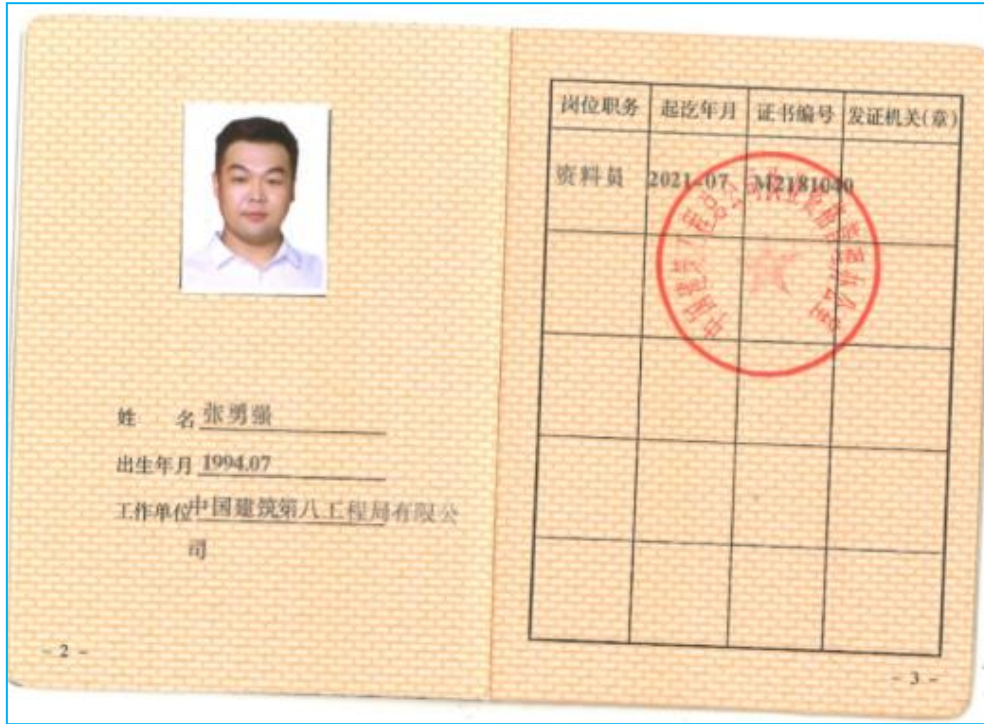 姓 名 张勇强
出生年月 1994.07
工作单位 中国建筑第八工程局有限公
司
- 2 -
岗位职务 起讫年月 证书编号 发证机关(章)
资料员 2021-07 M2181040
- 3 -